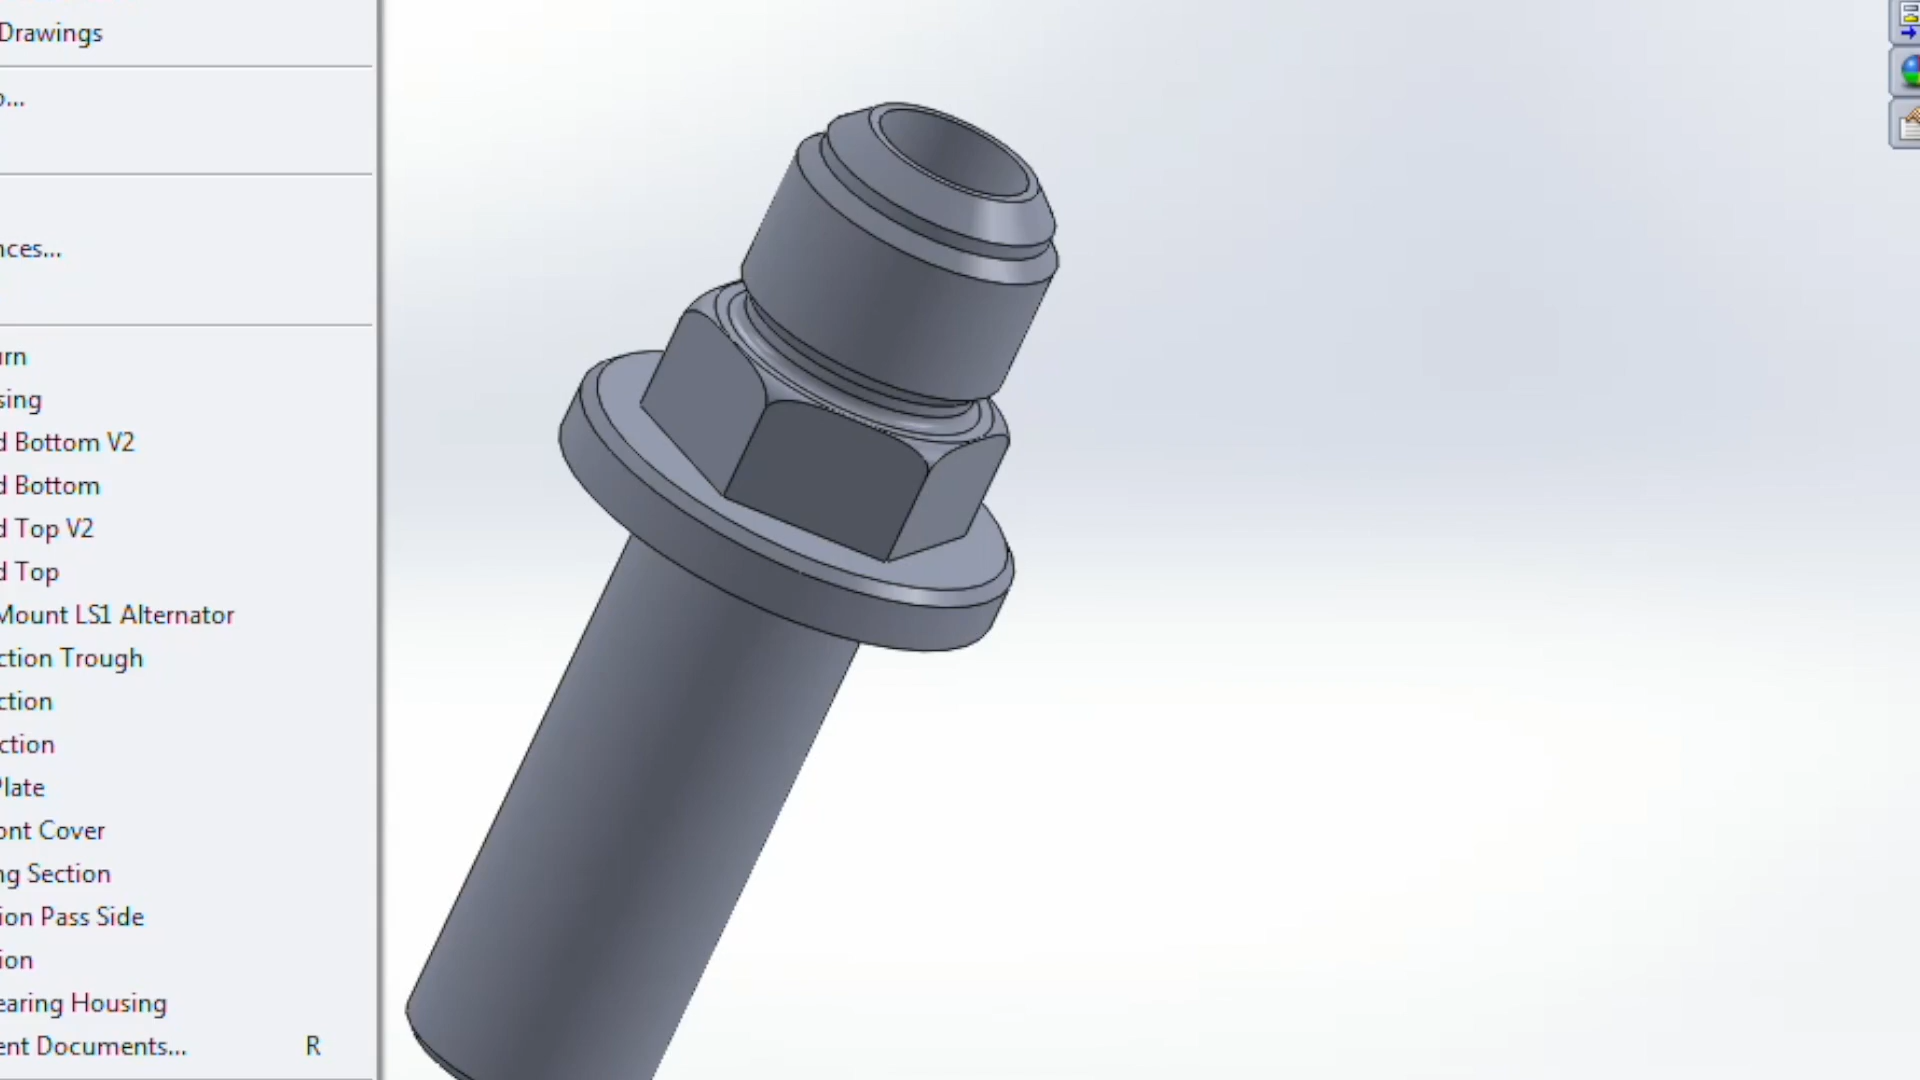 Drawings
o...
nces...
urn
sing
d Bottom V2
d Bottom
d Top V2
d Top
Mount LS1 Alternator
ction Trough
ction
ction
Plate
ont Cover
ng Section
ion Pass Side
ion
earing Housing
ent Documents... R